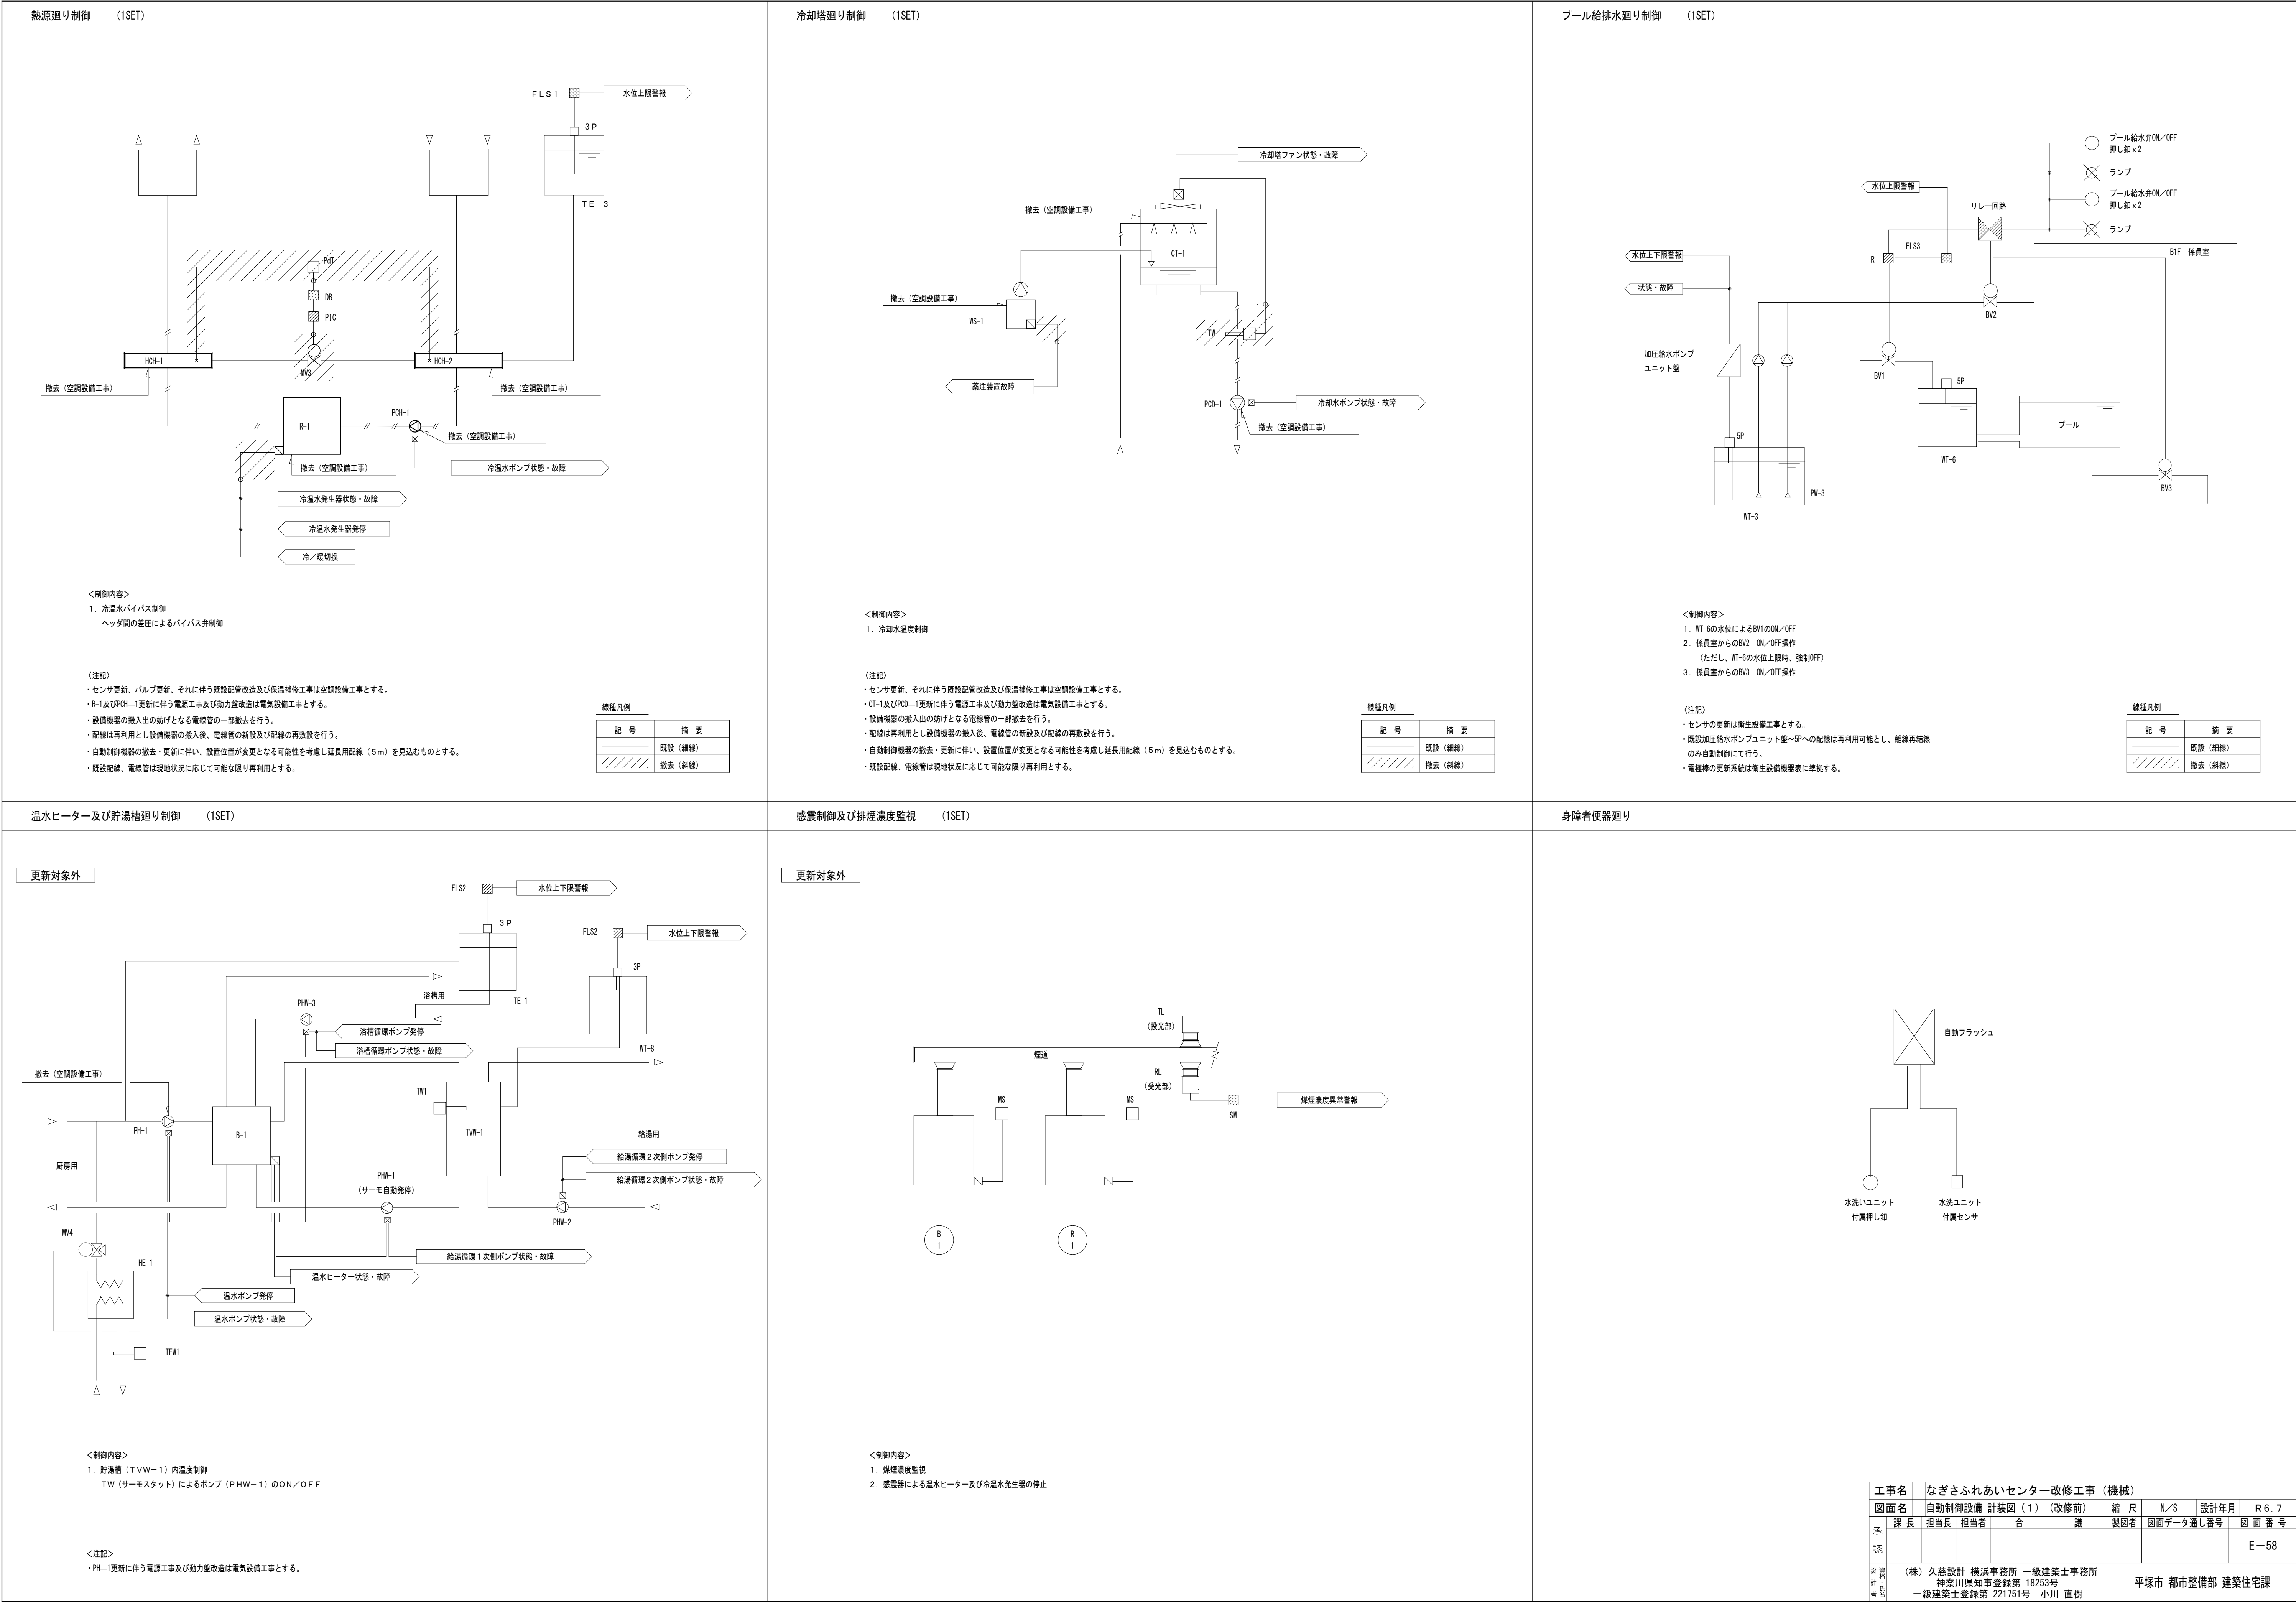 熱源廻り制御　（1SET）
FLS1
水位上限警報
3P
TE−3
PdT
DB
PIC
MV3
HCH-1
HCH-2
撤去（空調設備工事）
撤去（空調設備工事）
R-1
PCH-1
撤去（空調設備工事）
撤去（空調設備工事）
冷温水ポンプ状態・故障
冷温水発生器状態・故障
冷温水発生器発停
冷／暖切換
＜制御内容＞
1．冷温水バイパス制御
ヘッダ間の差圧によるバイパス弁制御
（注記）
・センサ更新、バルブ更新、それに伴う既設配管改造及び保温補修工事は空調設備工事とする。
・R-1及びPCH―1更新に伴う電源工事及び動力盤改造は電気設備工事とする。
・設備機器の搬入出の妨げとなる電線管の一部撤去を行う。
・配線は再利用とし設備機器の搬入後、電線管の新設及び配線の再敷設を行う。
・自動制御機器の撤去・更新に伴い、設置位置が変更となる可能性を考慮し延長用配線（5m）を見込むものとする。
・既設配線、電線管は現地状況に応じて可能な限り再利用とする。
線種凡例
記　号　摘　要
既設（細線）
撤去（斜線）
冷却塔廻り制御　（1SET）
冷却塔ファン状態・故障
撤去（空調設備工事）
CT-1
撤去（空調設備工事）
WS-1
TW
薬注装置故障
PCD-1
冷却水ポンプ状態・故障
撤去（空調設備工事）
＜制御内容＞
1．冷却水温度制御
（注記）
・センサ更新、それに伴う既設配管改造及び保温補修工事は空調設備工事とする。
・CT-1及びPCD―1更新に伴う電源工事及び動力盤改造は電気設備工事とする。
・設備機器の搬入出の妨げとなる電線管の一部撤去を行う。
・配線は再利用とし設備機器の搬入後、電線管の新設及び配線の再敷設を行う。
・自動制御機器の撤去・更新に伴い、設置位置が変更となる可能性を考慮し延長用配線（5m）を見込むものとする。
・既設配線、電線管は現地状況に応じて可能な限り再利用とする。
線種凡例
記　号　摘　要
既設（細線）
撤去（斜線）
プール給排水廻り制御　（1SET）
プール給水弁ON／OFF
押し釦x2
ランプ
プール給水弁ON／OFF
押し釦x2
ランプ
B1F　係員室
水位上限警報
リレー回路
FLS3
R
水位上下限警報
状態・故障
BV2
加圧給水ポンプ
ユニット盤
BV1
5P
プール
5P
WT-6
BV3
PW-3
WT-3
＜制御内容＞
1．WT-6の水位によるBV1のON／OFF
2．係員室からのBV2　ON／OFF操作
（ただし、WT-6の水位上限時、強制OFF）
3．係員室からのBV3　ON／OFF操作
（注記）
・センサの更新は衛生設備工事とする。
・既設加圧給水ポンプユニット盤〜5Pへの配線は再利用可能とし、離線再結線
のみ自動制御にて行う。
・電極棒の更新系統は衛生設備機器表に準拠する。
線種凡例
記　号　摘　要
既設（細線）
撤去（斜線）
温水ヒーター及び貯湯槽廻り制御　（1SET）
更新対象外
FLS2
水位上下限警報
3P
FLS2
水位上下限警報
3P
浴槽用
TE-1
PHW-3
浴槽循環ポンプ発停
浴槽循環ポンプ状態・故障
WT-8
撤去（空調設備工事）
TW1
PH-1
B-1
TVW-1
給湯用
給湯循環2次側ポンプ発停
厨房用
PHW-1
（サーモ自動発停）
給湯循環2次側ポンプ状態・故障
PHW-2
MV4
給湯循環1次側ポンプ状態・故障
HE-1
温水ヒーター状態・故障
温水ポンプ発停
温水ポンプ状態・故障
TEW1
＜制御内容＞
1．貯湯槽（TVW−1）内温度制御
TW（サーモスタット）によるポンプ（PHW−1）のON／OFF
＜注記＞
・PH―1更新に伴う電源工事及び動力盤改造は電気設備工事とする。
感震制御及び排煙濃度監視　（1SET）
更新対象外
TL
（投光部）
煙道
RL
（受光部）
MS
MS
SM
煤煙濃度異常警報
B
1
R
1
＜制御内容＞
1．煤煙濃度監視
2．感震器による温水ヒーター及び冷温水発生器の停止
身障者便器廻り
自動フラッシュ
水洗いユニット
付属押し釦
水洗ユニット
付属センサ
工事名　なぎさふれあいセンター改修工事（機械）
図面名　自動制御設備 計装図（1）（改修前）　縮　尺　N／S　設計年月　R6．7
承認　課 長　担当長　担当者　合　議　製図者　図面データ通し番号　図 面 番 号
E−58
設計者　資格・氏名　（株）久慈設計 横浜事務所 一級建築士事務所
神奈川県知事登録第 18253号
一級建築士登録第 221751号　小川 直樹
平塚市 都市整備部 建築住宅課